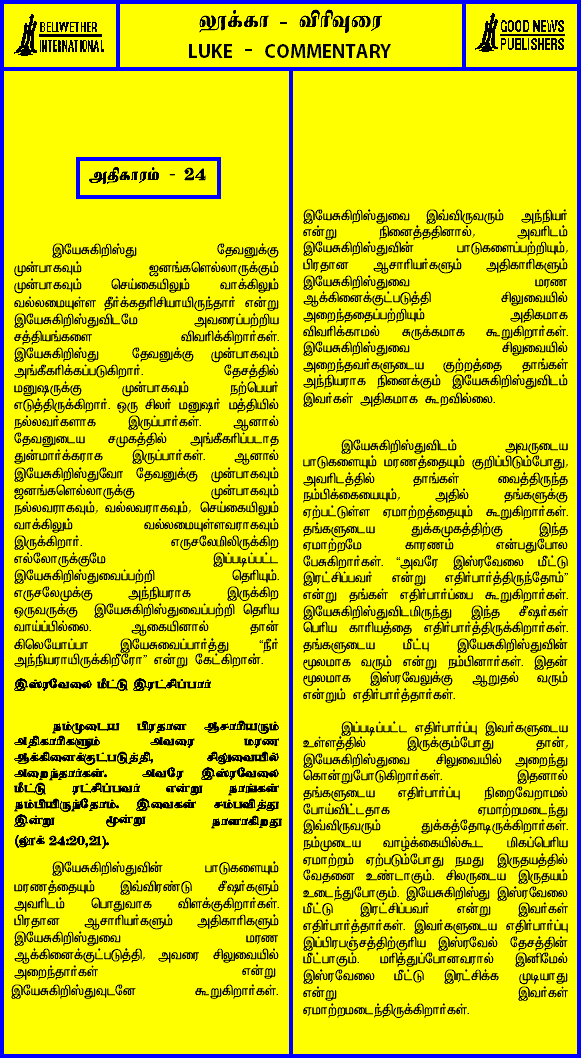 BELLWETHER
INTERNATIONAL
லூக்கா - விரிவுரை
LUKE - COMMENTARY
GOOD NEWS
PUBLISHERS
அதிகாரம் - 24
இயேசுகிறிஸ்து தேவனுக்கு
முன்பாகவும் ஜனங்களெல்லாருக்கும்
முன்பாகவும் செய்கையிலும் வாக்கிலும்
வல்லமையுள்ள தீர்க்கதரிசியாயிருந்தார் என்று
இயேசுகிறிஸ்துவிடமே அவரைப்பற்றிய
சத்தியங்களை விவரிக்கிறார்கள்.
இயேசுகிறிஸ்து தேவனுக்கு முன்பாகவும்
அங்கீகரிக்கப்படுகிறார். தேசத்தில்
மனுஷருக்கு முன்பாகவும் நற்பெயர்
எடுத்திருக்கிறார். ஒரு சிலர் மனுஷர் மத்தியில்
நல்லவர்களாக இருப்பார்கள். ஆனால்
தேவனுடைய சமுகத்தில் அங்கீகரிப்படாத
துன்மார்க்கராக இருப்பார்கள். ஆனால்
இயேசுகிறிஸ்துவோ தேவனுக்கு முன்பாகவும்
ஜனங்களெல்லாருக்கு முன்பாகவும்
நல்லவராகவும், வல்லவராகவும், செய்கையிலும்
வாக்கிலும் வல்லமையுள்ளவராகவும்
இருக்கிறார். எருசலேமிலிருக்கிற
எல்லோருக்குமே இப்படிப்பட்ட
இயேசுகிறிஸ்துவைப்பற்றி தெரியும்.
எருசலேமுக்கு அந்நியராக இருக்கிற
ஒருவருக்கு இயேசுகிறிஸ்துவைப்பற்றி தெரிய
வாய்ப்பில்லை. ஆகையினால் தான்
கிலெயோப்பா இயேசுவைப்பார்த்து “நீர்
அந்நியராயிருக்கிறீரோ” என்று கேட்கிறான்.
இஸ்ரவேலை மீட்டு இரட்சிப்பார்
நம்முடைய பிரதான ஆசாரியரும்
அதிகாரிகளும் அவரை மரண
ஆக்கினைக்குட்படுத்தி, சிலுவையில்
அறைந்தார்கள். அவரே இஸ்ரவேலை
மீட்டு ரட்சிப்பவர் என்று நாங்கள்
நம்பியிருந்தோம். இவைகள் சம்பவித்து
இன்று மூன்று நாளாகிறது
(லூக் 24:20,21).
இயேசுகிறிஸ்துவின் பாடுகளையும்
மரணத்தையும் இவ்விரண்டு சீஷர்களும்
அவரிடம் பொதுவாக விளக்குகிறார்கள்.
பிரதான ஆசாரியர்களும் அதிகாரிகளும்
இயேசுகிறிஸ்துவை மரண
ஆக்கினைக்குட்படுத்தி, அவரை சிலுவையில்
அறைந்தார்கள் என்று
இயேசுகிறிஸ்துவுடனே கூறுகிறார்கள்.
இயேசுகிறிஸ்துவை இவ்விருவரும் அந்நியர்
என்று நினைத்ததினால், அவரிடம்
இயேசுகிறிஸ்துவின் பாடுகளைப்பற்றியும்,
பிரதான ஆசாரியர்களும் அதிகாரிகளும்
இயேசுகிறிஸ்துவை மரண
ஆக்கினைக்குட்படுத்தி சிலுவையில்
அறைந்ததைப்பற்றியும் அதிகமாக
விவரிக்காமல் சுருக்கமாக கூறுகிறார்கள்.
இயேசுகிறிஸ்துவை சிலுவையில்
அறைந்தவர்களுடைய குற்றத்தை தாங்கள்
அந்நியராக நினைக்கும் இயேசுகிறிஸ்துவிடம்
இவர்கள் அதிகமாக கூறவில்லை.
இயேசுகிறிஸ்துவிடம் அவருடைய
பாடுகளையும் மரணத்தையும் குறிப்பிடும்போது,
அவரிடத்தில் தாங்கள் வைத்திருந்த
நம்பிக்கையையும், அதில் தங்களுக்கு
ஏற்பட்டுள்ள ஏமாற்றத்தையும் கூறுகிறார்கள்.
தங்களுடைய துக்கமுகத்திற்கு இந்த
ஏமாற்றமே காரணம் என்பதுபோல
பேசுகிறார்கள். “அவரே இஸ்ரவேலை மீட்டு
இரட்சிப்பவர் என்று எதிர்பார்த்திருந்தோம்”
என்று தங்கள் எதிர்பார்ப்பை கூறுகிறார்கள்.
இயேசுகிறிஸ்துவிடமிருந்து இந்த சீஷர்கள்
பெரிய காரியத்தை எதிர்பார்த்திருக்கிறார்கள்.
தங்களுடைய மீட்பு இயேசுகிறிஸ்துவின்
மூலமாக வரும் என்று நம்பினார்கள். இதன்
மூலமாக இஸ்ரவேலுக்கு ஆறுதல் வரும்
என்றும் எதிர்பார்த்தார்கள்.
இப்படிப்பட்ட எதிர்பார்ப்பு இவர்களுடைய
உள்ளத்தில் இருக்கும்போது தான்,
இயேசுகிறிஸ்துவை சிலுவையில் அறைந்து
கொன்றுபோடுகிறார்கள். இதனால்
தங்களுடைய எதிர்பார்ப்பு நிறைவேறாமல்
போய்விட்டதாக ஏமாற்றமடைந்து
இவ்விருவரும் துக்கத்தோடிருக்கிறார்கள்.
நம்முடைய வாழ்க்கையில்கூட மிகப்பெரிய
ஏமாற்றம் ஏற்படும்போது நமது இருதயத்தில்
வேதனை உண்டாகும். சிலருடைய இருதயம்
உடைந்துபோகும். இயேசுகிறிஸ்து இஸ்ரவேலை
மீட்டு இரட்சிப்பவர் என்று இவர்கள்
எதிர்பார்த்தார்கள். இவர்களுடைய எதிர்பார்ப்பு
இப்பிரபஞ்சத்திற்குரிய இஸ்ரவேல் தேசத்தின்
மீட்பாகும். மரித்துப்போனவரால் இனிமேல்
இஸ்ரவேலை மீட்டு இரட்சிக்க முடியாது
என்று இவர்கள்
ஏமாற்றமடைந்திருக்கிறார்கள்.